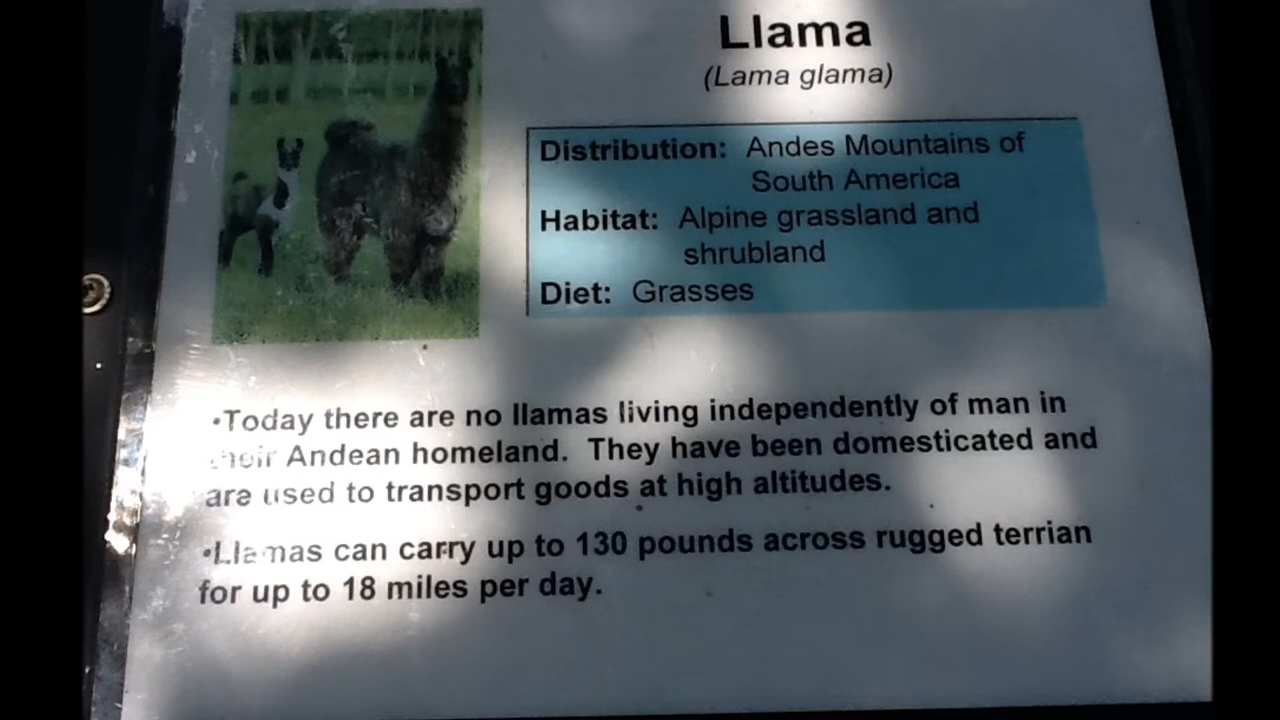 Llama
(Lama glama)
Distribution: Andes Mountains of
South America
Habitat: Alpine grassland and
shrubland
Diet: Grasses
•Today there are no llamas living independently of man in
their Andean homeland. They have been domesticated and
are used to transport goods at high altitudes.
•Llamas can carry up to 130 pounds across rugged terrian
for up to 18 miles per day.